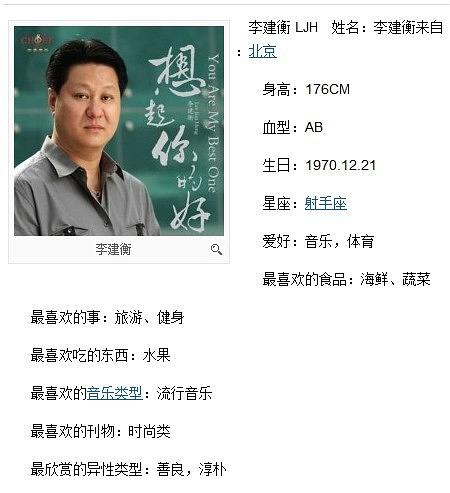 李建衡 LJH 姓名：李建衡来自
：北京
CHOEE
想起你的好
李建衡
You Are My Best One
李建衡
身高：176CM
血型：AB
生日：1970.12.21
星座：射手座
爱好：音乐，体育
最喜欢的食品：海鲜、蔬菜
最喜欢的事：旅游、健身
最喜欢吃的东西：水果
最喜欢的音乐类型：流行音乐
最喜欢的刊物：时尚类
最欣赏的异性类型：善良，淳朴